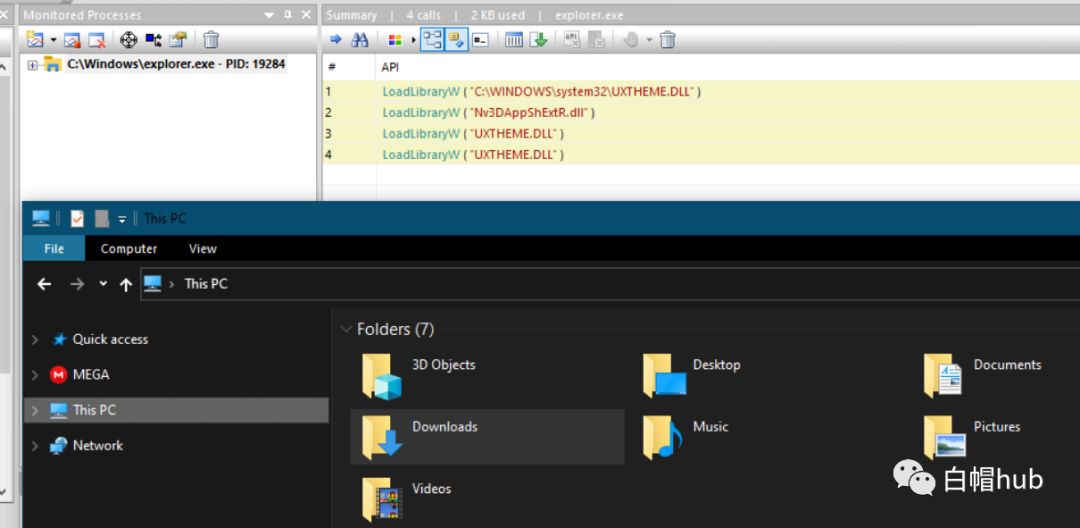 Monitored Processes
Summary | 4 calls | 2 KB used | explorer.exe
C:\Windows\explorer.exe - PID: 19284
# API
1 LoadLibraryW ( "C:\WINDOWS\system32\UXTHEME.DLL" )
2 LoadLibraryW ( "Nv3DAppShExtR.dll" )
3 LoadLibraryW ( "UXTHEME.DLL" )
4 LoadLibraryW ( "UXTHEME.DLL" )
This PC
File Computer View
This PC
Quick access
MEGA
This PC
Network
Folders (7)
3D Objects Desktop Documents
Downloads Music Pictures
Videos
白帽hub